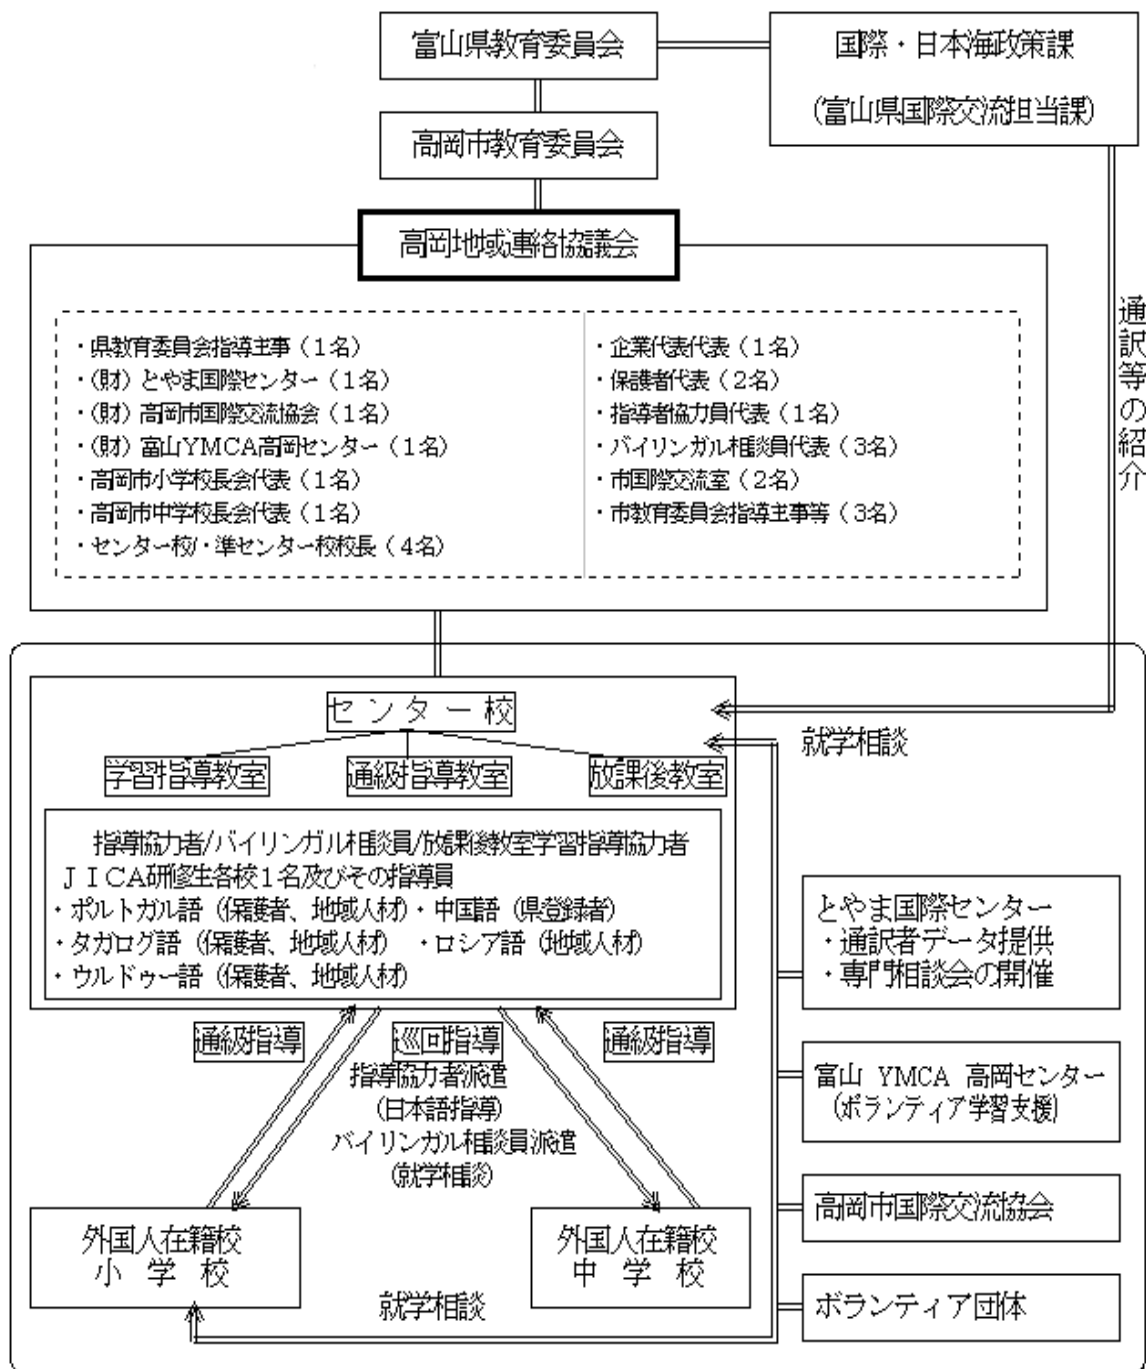 富山県教育委員会
国際・日本海政策課
(富山県国際交流担当課)
高岡市教育委員会
高岡地域連絡協議会
通訳等の紹介
・県教育委員会指導主事（１名）
・(財) とやま国際センター（１名）
・(財) 高岡市国際交流協会（１名）
・(財) 富山YMCA高岡センター（１名）
・高岡市小学校長会代表（１名）
・高岡市中学校長会代表（１名）
・センター校/・準センター校校長（４名）
・企業代表代表（１名）
・保護者代表（２名）
・指導者協力員代表（１名）
・バイリンガル相談員代表（３名）
・市国際交流室（２名）
・市教育委員会指導主事等（３名）
センター校
就学相談
学習指導教室
通級指導教室
放課後教室
指導協力者/バイリンガル相談員/放課後教室学習指導協力者
ＪＩＣＡ研修生各校１名及びその指導員
・ポルトガル語（保護者、地域人材）・中国語（県登録者）
・タガログ語（保護者、地域人材）　・ロシア語（地域人材）
・ウルドゥー語（保護者、地域人材）
とやま国際センター
・通訳者データ提供
・専門相談会の開催
通級指導
巡回指導
通級指導
指導協力者派遣
(日本語指導)
バイリンガル相談員派遣
(就学相談)
富山 YMCA 高岡センター
(ボランティア学習支援)
高岡市国際交流協会
外国人在籍校
小　学　校
外国人在籍校
中　学　校
就学相談
ボランティア団体